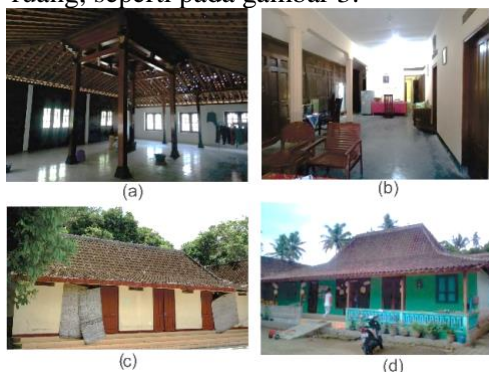 ruang, seperti pada gambar 3.
(a)
(b)
(c)
(d)